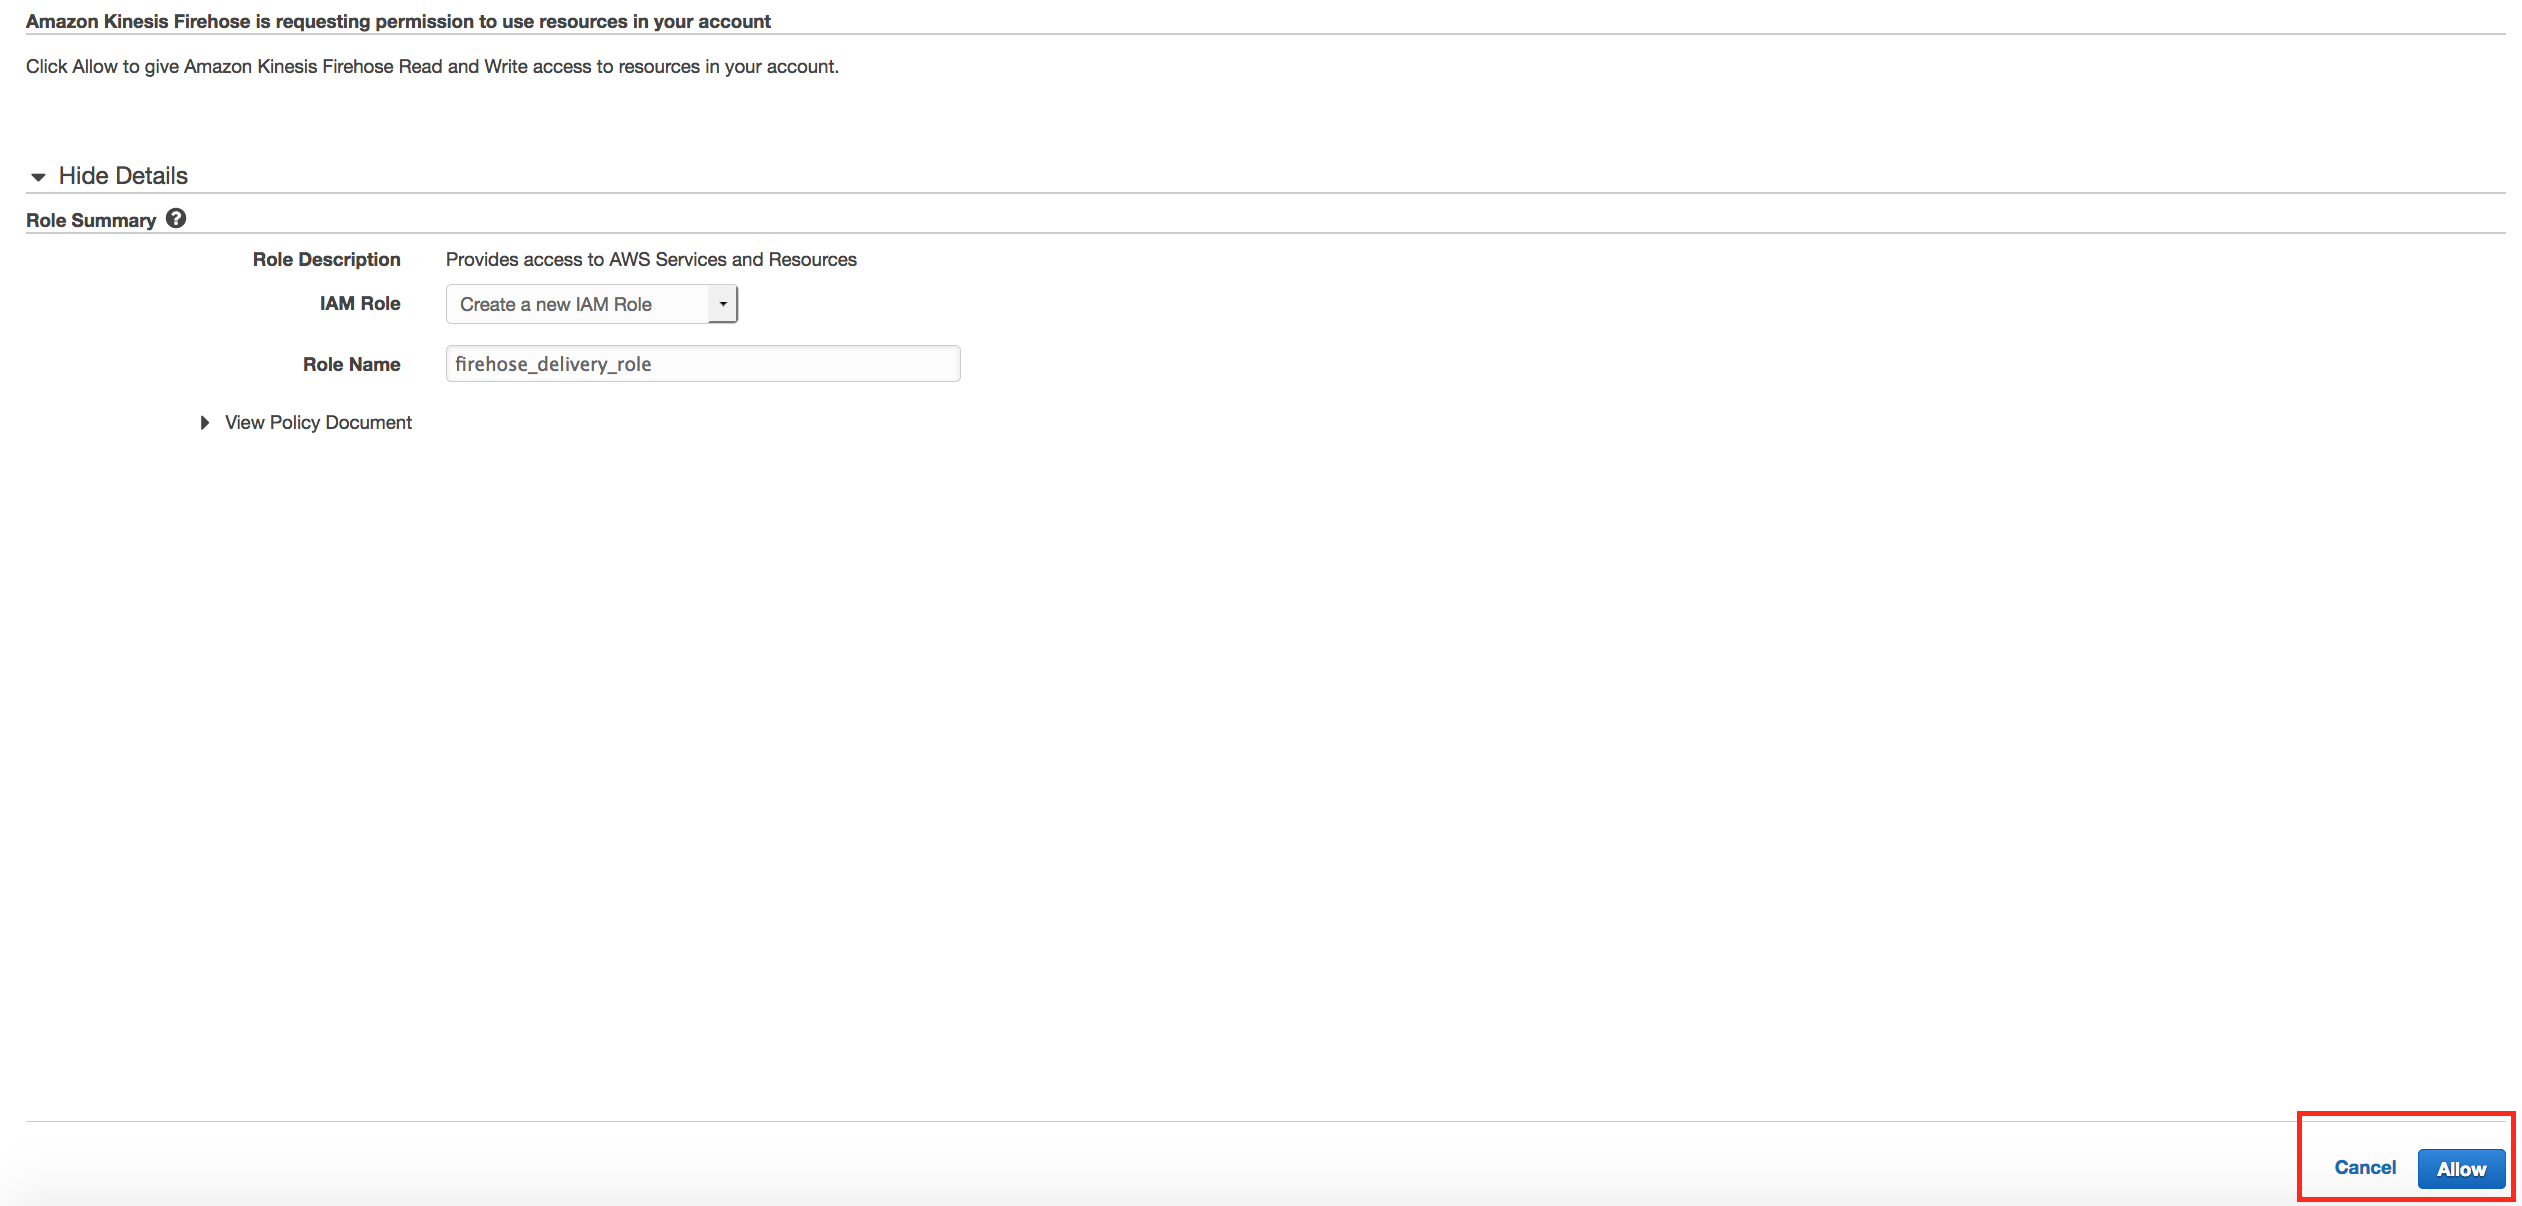 Amazon Kinesis Firehose is requesting permission to use resources in your account
Click Allow to give Amazon Kinesis Firehose Read and Write access to resources in your account.
Hide Details
Role Summary ?
Role Description Provides access to AWS Services and Resources
IAM Role Create a new IAM Role
Role Name firehose_delivery_role
View Policy Document
Cancel Allow